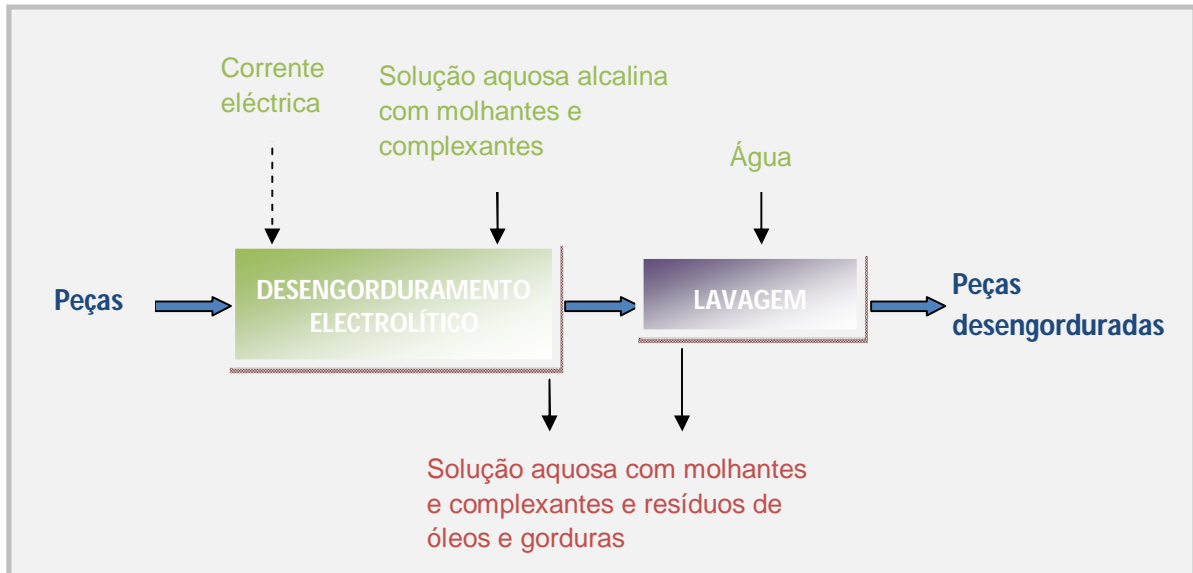 Corrente
eléctrica
Solução aquosa alcalina
com molhantes e
complexantes
Água
Peças
DESENGORDURAMENTO
ELECTROLÍTICO
LAVAGEM
Peças
desengorduradas
Solução aquosa com molhantes
e complexantes e resíduos de
óleos e gorduras